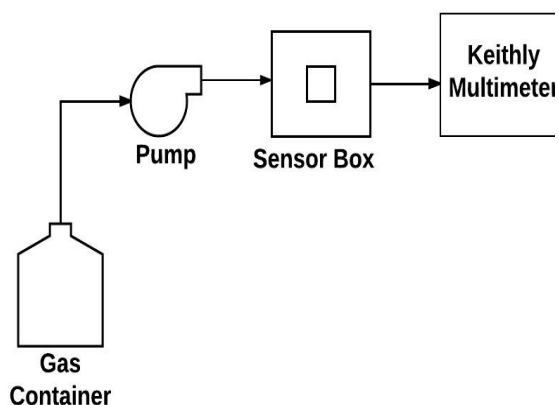 Keithly
Multimeter
Pump
Sensor Box
Gas
Container